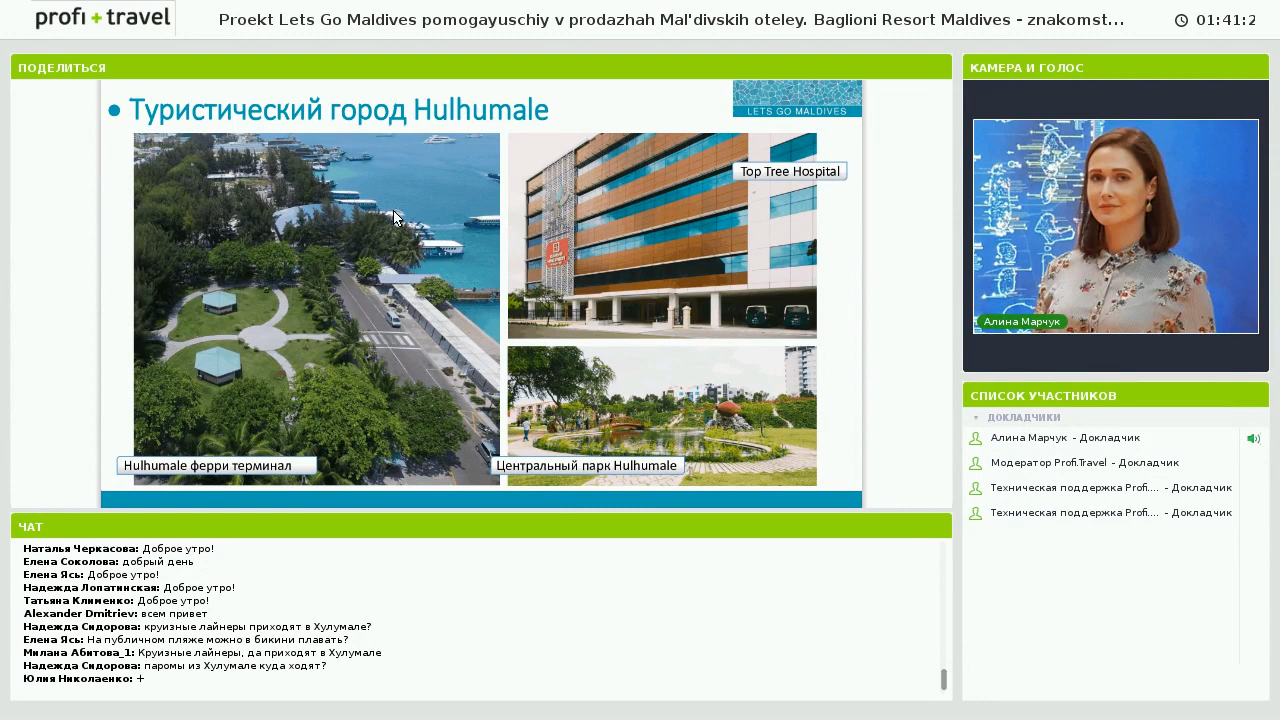 profi + travel
Proekt Lets Go Maldives pomogayuschiy v prodazhah Mal'divskih oteley. Baglioni Resort Maldives - znakomst...
01:41:2
ПОДЕЛИТЬСЯ
• Туристический город Hulhumale
LETS GO MALDIVES
Top Tree Hospital
Hulhumale ферри терминал
Центральный парк Hulhumale
КАМЕРА И ГОЛОС
Алина Марчук
СПИСОК УЧАСТНИКОВ
ДОКЛАДЧИКИ
Алина Марчук - Докладчик
Модератор Profi.Travel - Докладчик
Техническая поддержка Profi.... - Докладчик
Техническая поддержка Profi.... - Докладчик
ЧАТ
Наталья Черкасова: Доброе утро!
Елена Соколова: добрый день
Елена Ясь: Доброе утро!
Надежда Лопатинская: Доброе утро!
Татьяна Клименко: Доброе утро!
Alexander Dmitriev: всем привет
Надежда Сидорова: круизные лайнеры приходят в Хулумале?
Елена Ясь: На публичном пляже можно в бикини плавать?
Милана Абитова_1: Круизные лайнеры, да приходят в Хулумале
Надежда Сидорова: паромы из Хулумале куда ходят?
Юлия Николаенко: +